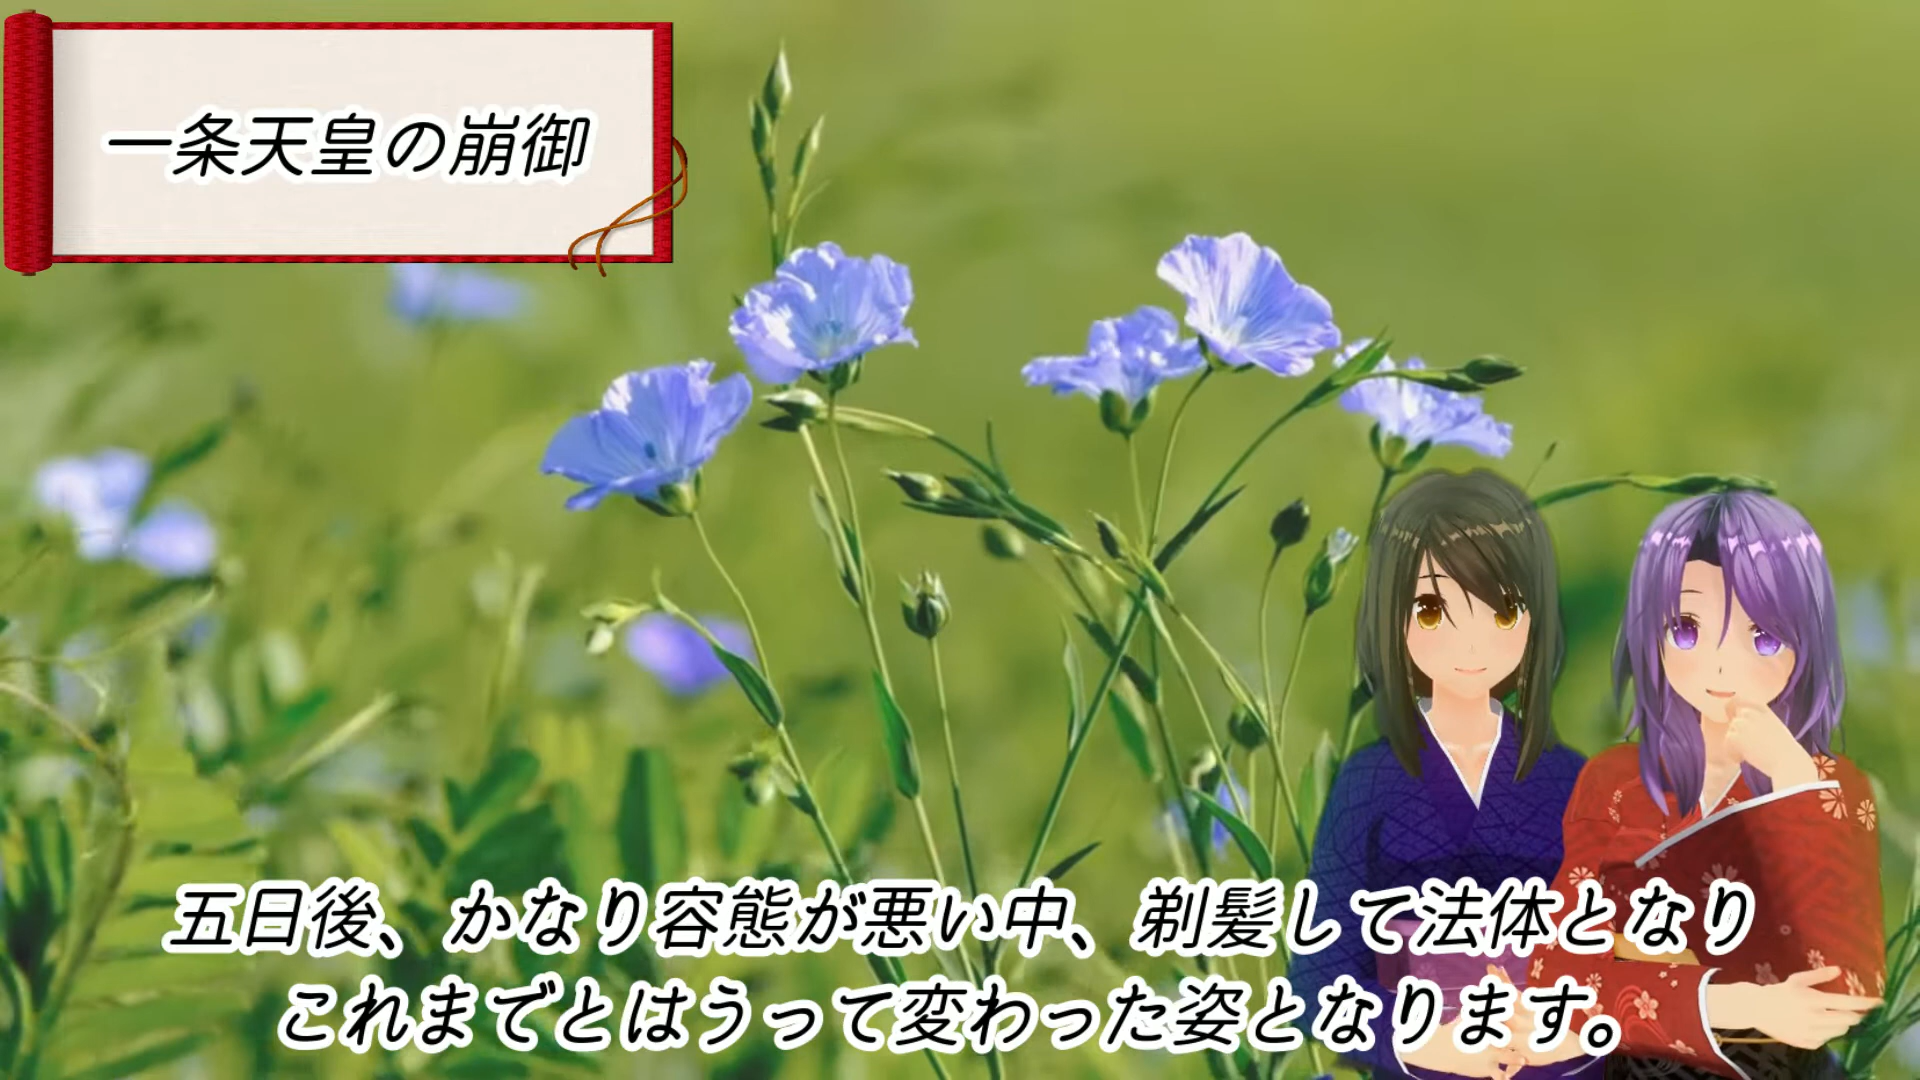 一条天皇の崩御
五日後、かなり容態が悪い中、剃髪して法体となり
これまでとはうって変わった姿となります。